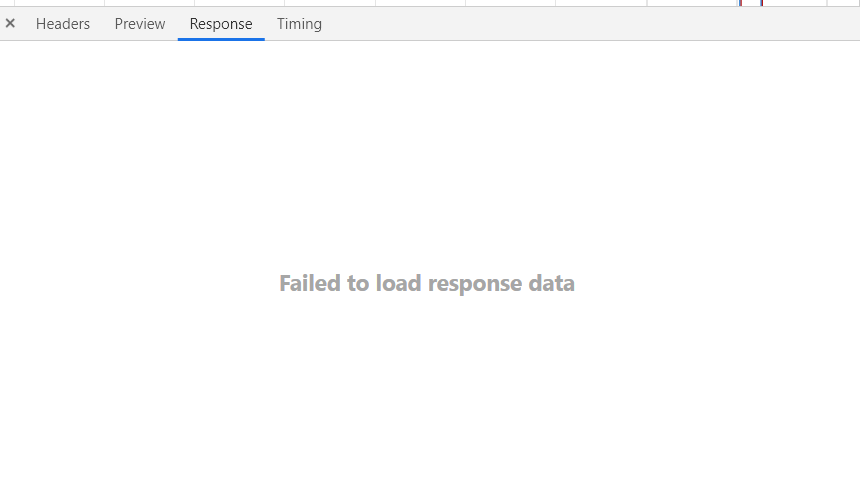 × Headers Preview Response Timing
Failed to load response data